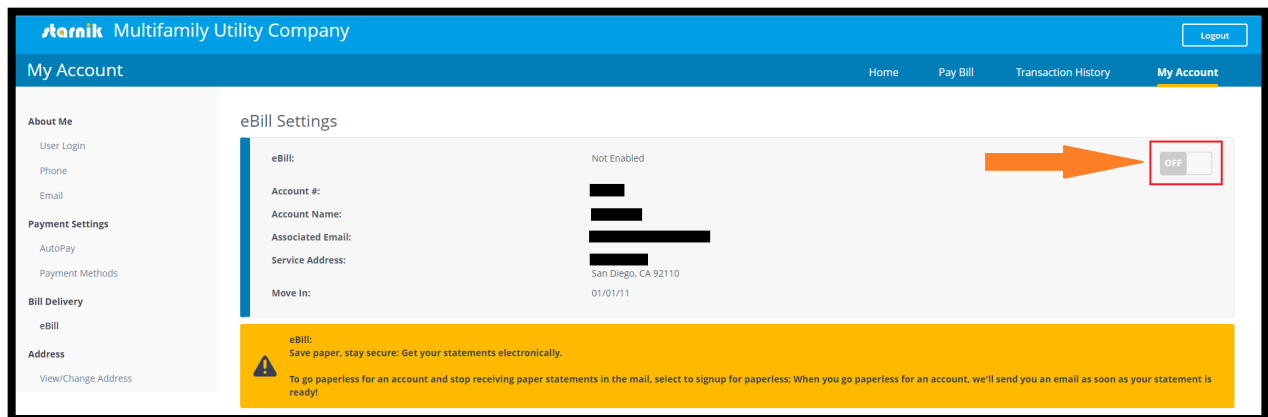 starnik Multifamily Utility Company
Logout
My Account
Home Pay Bill Transaction History My Account
About Me
User Login
Phone
Email
Payment Settings
AutoPay
Payment Methods
Bill Delivery
eBill
Address
View/Change Address
eBill Settings
eBill: Not Enabled
OFF
Account #:
Account Name:
Associated Email:
Service Address:
San Diego, CA 92110
Move In: 01/01/11
eBill:
Save paper, stay secure: Get your statements electronically.
To go paperless for an account and stop receiving paper statements in the mail, select to signup for paperless; When you go paperless for an account, we'll send you an email as soon as your statement is
ready!